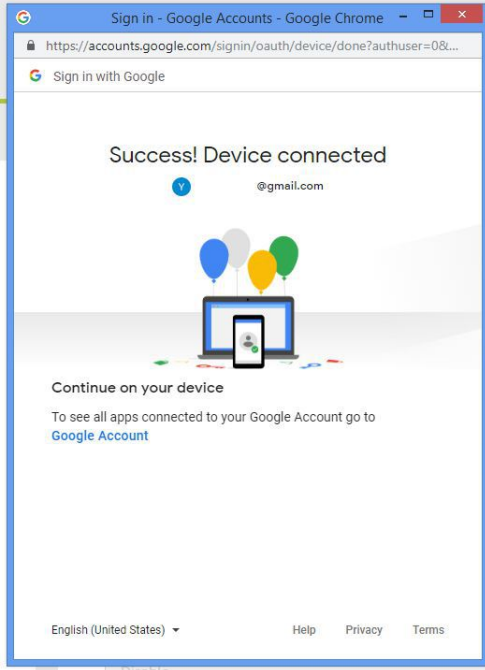 Sign in - Google Accounts - Google Chrome
https://accounts.google.com/signin/oauth/device/done?authuser=0&...
Sign in with Google
Success! Device connected
Y @gmail.com
Continue on your device
To see all apps connected to your Google Account go to
Google Account
English (United States) Help Privacy Terms